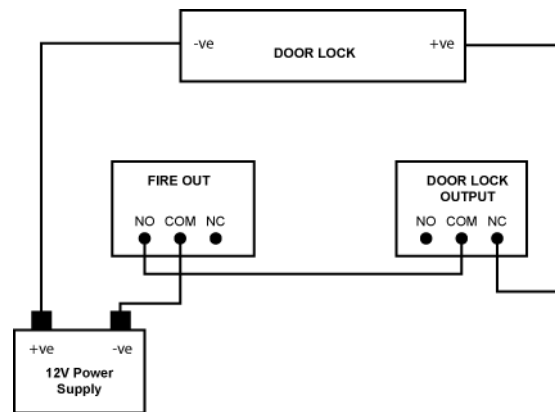 -ve
DOOR LOCK
+ve
FIRE OUT
NO COM NC
DOOR LOCK
OUTPUT
NO COM NC
+ve
-ve
12V Power
Supply